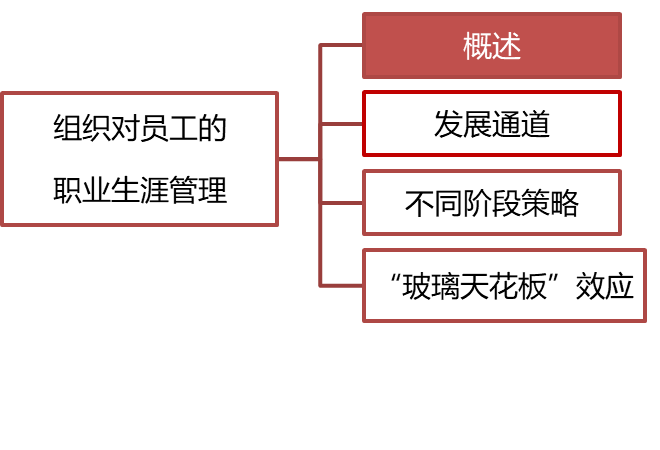 概述
组织对员工的
职业生涯管理
发展通道
不同阶段策略
“玻璃天花板”效应